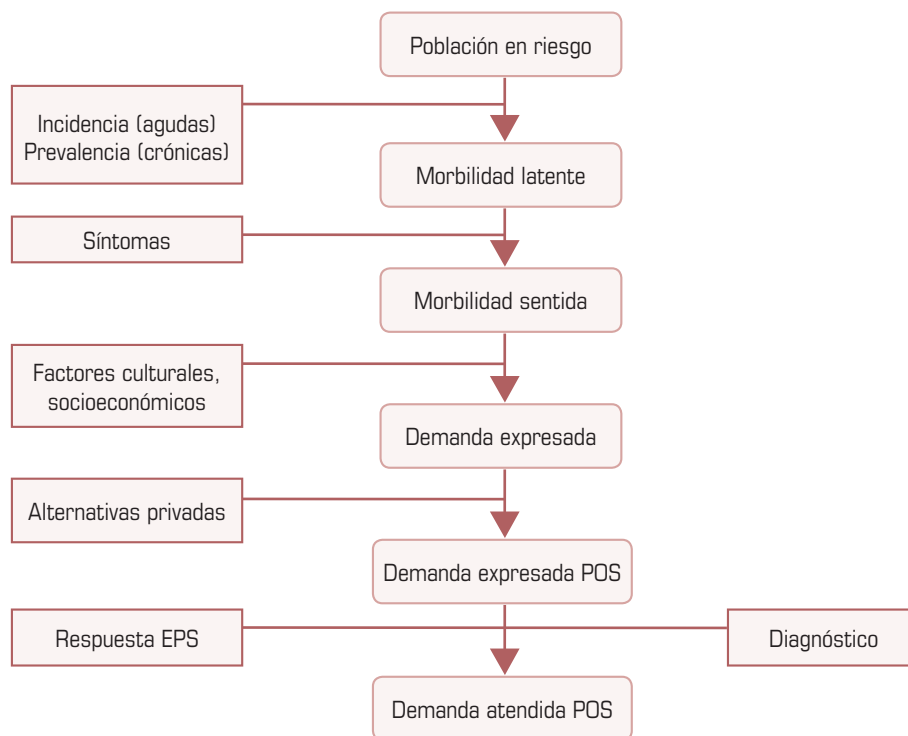 Población en riesgo
Incidencia (agudas)
Prevalencia (crónicas)
Morbilidad latente
Síntomas
Morbilidad sentida
Factores culturales,
socioeconómicos
Demanda expresada
Alternativas privadas
Demanda expresada POS
Respuesta EPS
Diagnóstico
Demanda atendida POS